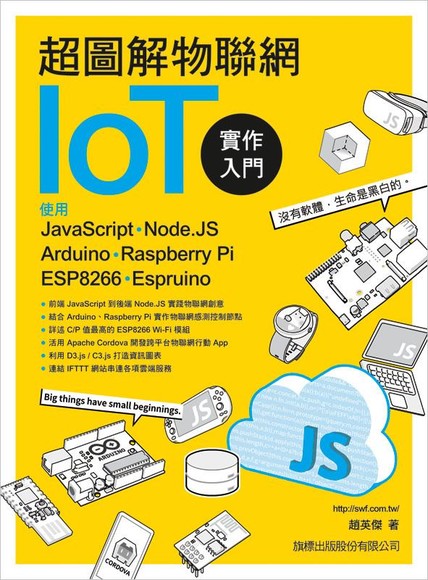 超圖解物聯網
IoT
實作
入門
使用
JavaScript•Node.JS
Arduino•Raspberry Pi
ESP8266•Espruino
• 前端 JavaScript 到後端 Node.JS 實踐物聯網創意
• 結合 Arduino、Raspberry Pi 實作物聯網感測控制節點
• 詳述 C/P 值最高的 ESP8266 Wi-Fi 模組
• 活用 Apache Cordova 開發跨平台物聯網行動 App
• 利用 D3.js / C3.js 打造資訊圖表
• 連結 IFTTT 網站串連各項雲端服務
JS
沒有軟體，生命是黑白的。
JS
Big things have small beginnings.
JS
JS
ARDUINO
CORDOVA
http://swf.com.tw/
趙英傑 著
旗標出版股份有限公司